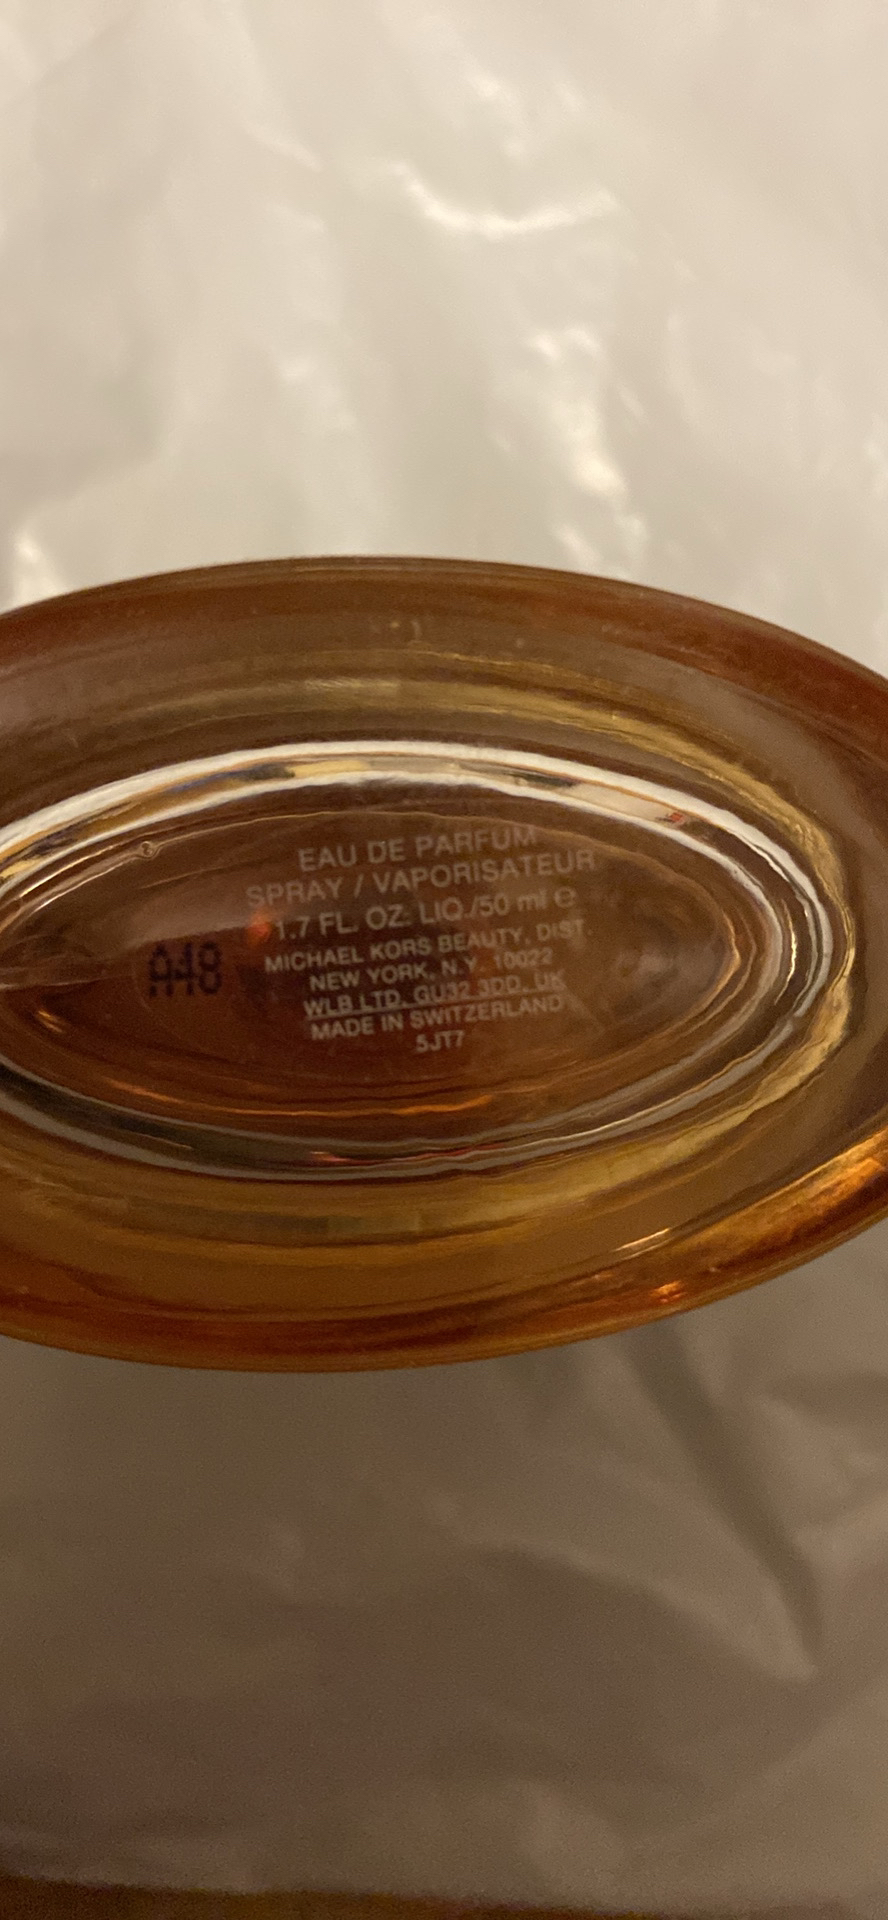 EAU DE PARFUM
SPRAY / VAPORISATEUR
1.7 FL. OZ. LIQ./50 ml ℮
MICHAEL KORS BEAUTY, DIST.
NEW YORK, N.Y. 10022
WLB LTD. GU32 3DD. UK
MADE IN SWITZERLAND
5JT7
A48